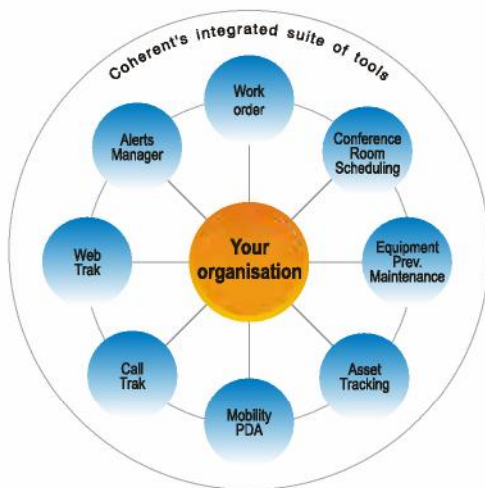 Coherent's integrated suite of tools
Work
order
Conference
Room
Scheduling
Equipment
Prev.
Maintenance
Asset
Tracking
Mobility
PDA
Call
Trak
Web
Trak
Alerts
Manager
Your
organisation